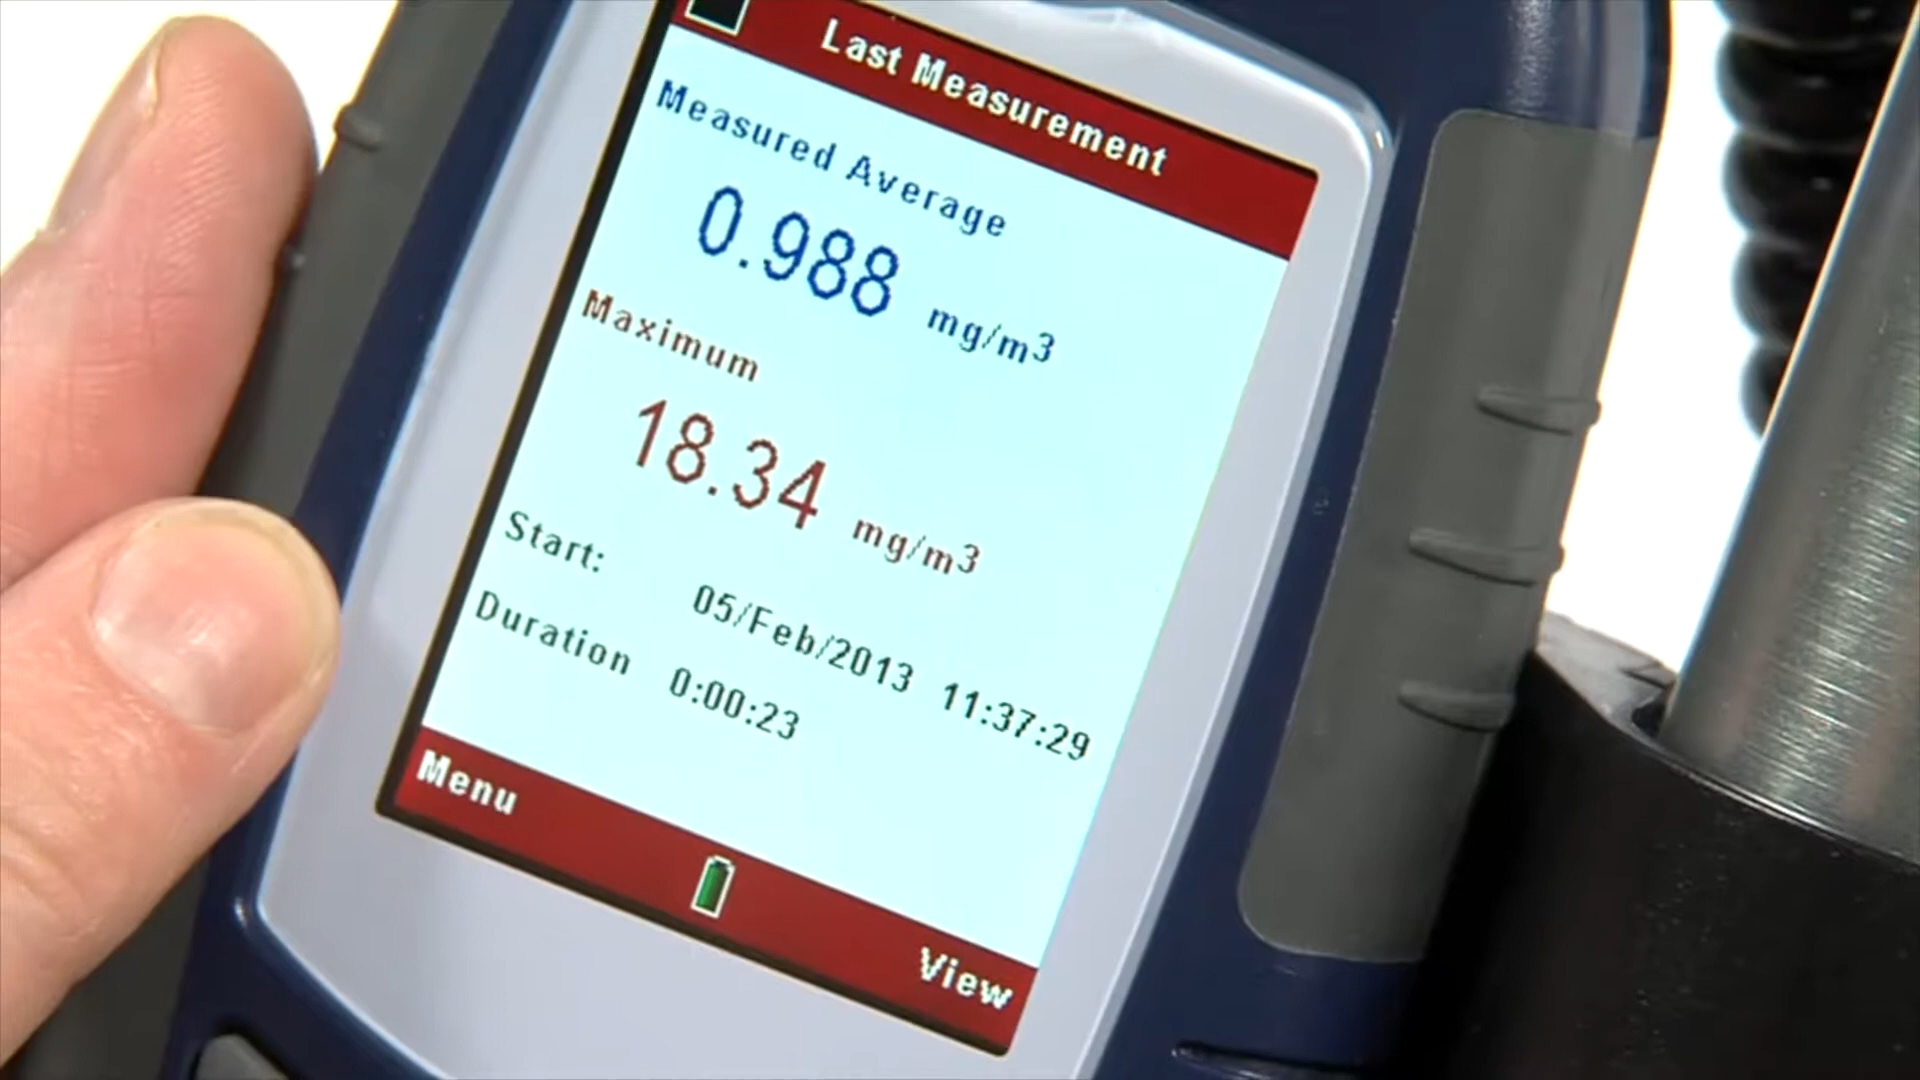 Last Measurement
Measured Average
0.988 mg/m³
Maximum
18.34 mg/m³
Start: 05/Feb/2013 11:37:29
Duration 0:00:23
Menu
View